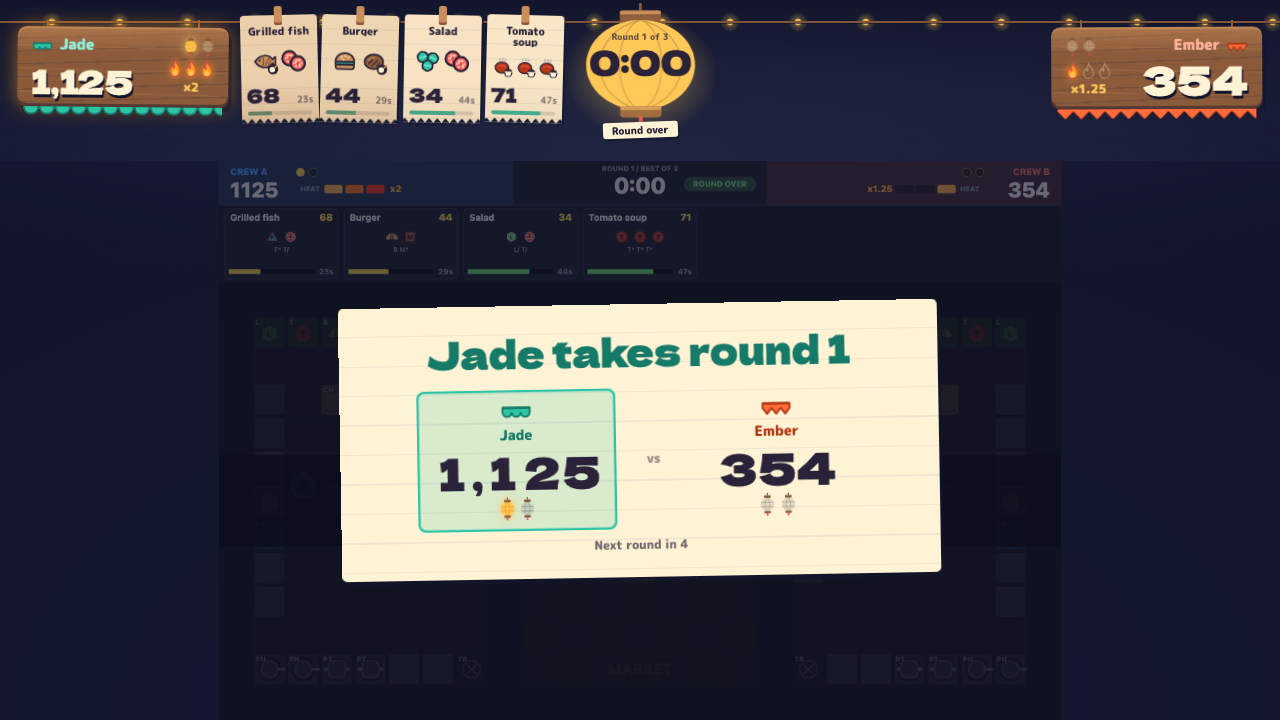 Jade
1,125
x2
Grilled fish
68
23s
Burger
44
29s
Salad
34
44s
Tomato
soup
71
47s
Round 1 of 3
0:00
Round over
Ember
x1.25
354
CREW A
1125
HEAT
x2
ROUND 1 / BEST OF 3
0:00
ROUND OVER
CREW B
x1.25
HEAT
354
Grilled fish 68
F* T/
23s
Burger 44
B M*
29s
Salad 34
L/ T/
44s
Tomato soup 71
T* T* T*
47s
Jade takes round 1
Jade
1,125
vs
Ember
354
Next round in 4
MARKET